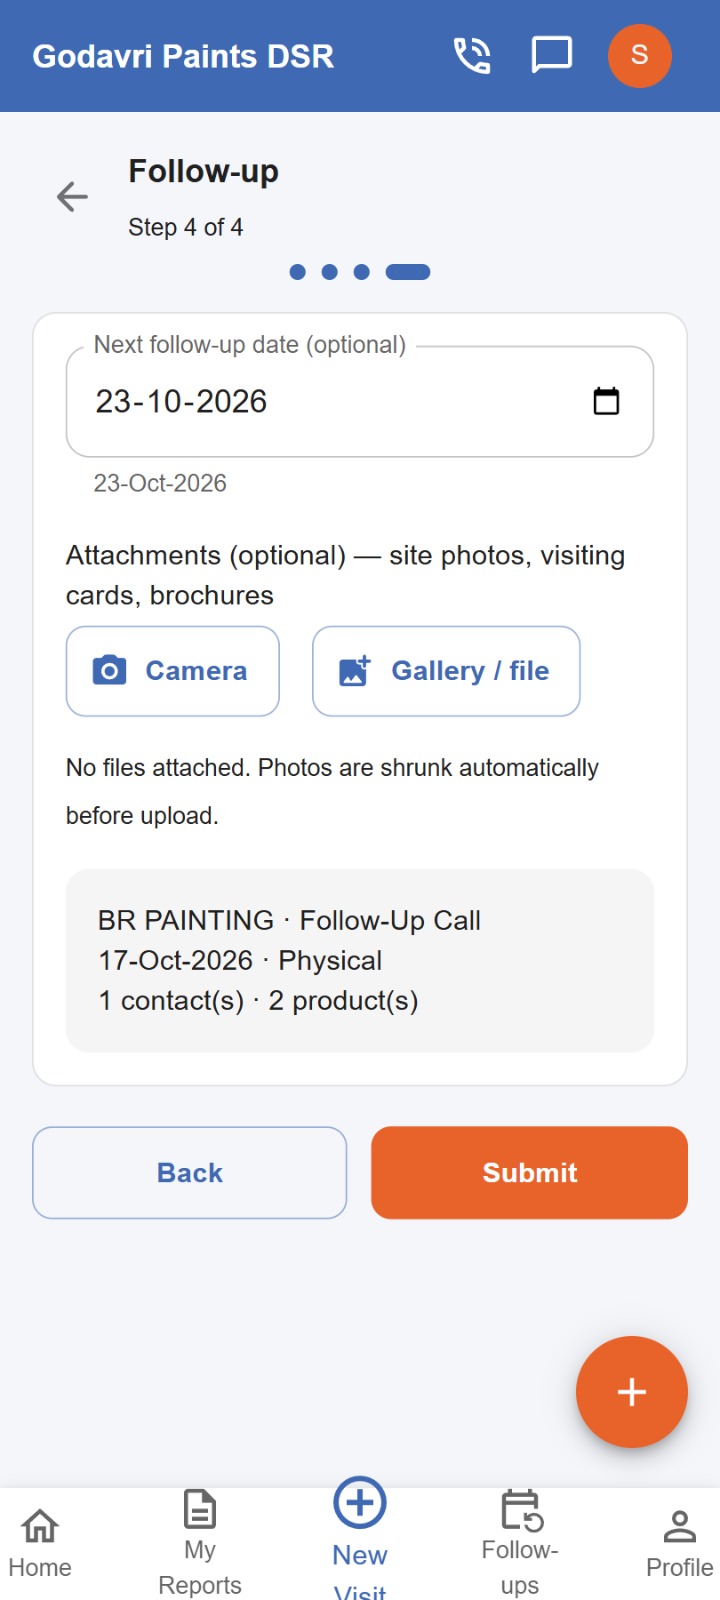 Godavri Paints DSR
S
Follow-up
Step 4 of 4
Next follow-up date (optional)
23-10-2026
23-Oct-2026
Attachments (optional) — site photos, visiting
cards, brochures
Camera
Gallery / file
No files attached. Photos are shrunk automatically
before upload.
BR PAINTING · Follow-Up Call
17-Oct-2026 · Physical
1 contact(s) · 2 product(s)
Back
Submit
Home
My
Reports
New
Visit
Follow-
ups
Profile